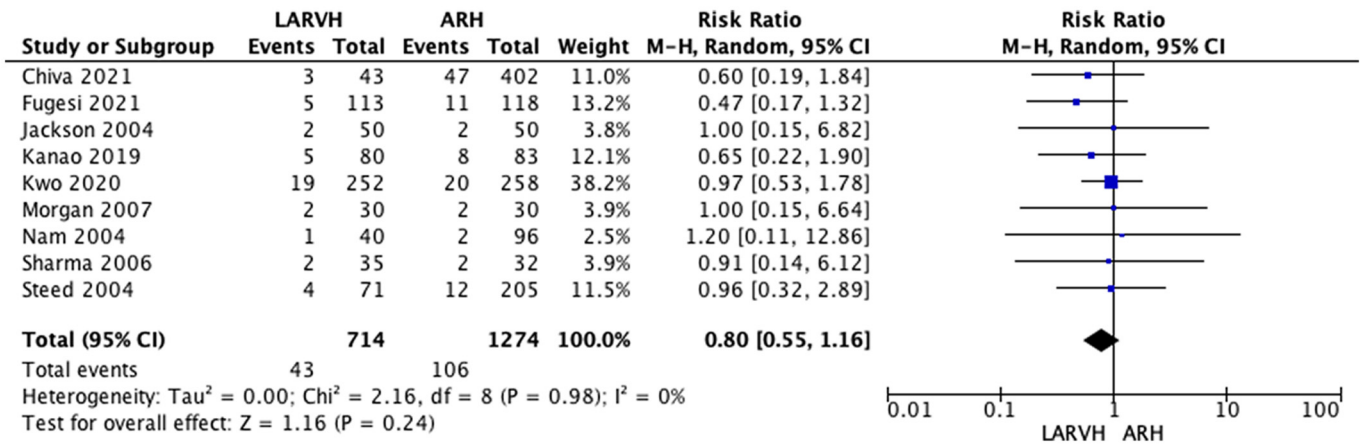 LARVH ARH Risk Ratio Risk Ratio
Study or Subgroup Events Total Events Total Weight M-H, Random, 95% CI M-H, Random, 95% CI
Chiva 2021 3 43 47 402 11.0% 0.60 [0.19, 1.84]
Fugesi 2021 5 113 11 118 13.2% 0.47 [0.17, 1.32]
Jackson 2004 2 50 2 50 3.8% 1.00 [0.15, 6.82]
Kanao 2019 5 80 8 83 12.1% 0.65 [0.22, 1.90]
Kwo 2020 19 252 20 258 38.2% 0.97 [0.53, 1.78]
Morgan 2007 2 30 2 30 3.9% 1.00 [0.15, 6.64]
Nam 2004 1 40 2 96 2.5% 1.20 [0.11, 12.86]
Sharma 2006 2 35 2 32 3.9% 0.91 [0.14, 6.12]
Steed 2004 4 71 12 205 11.5% 0.96 [0.32, 2.89]
Total (95% CI) 714 1274 100.0% 0.80 [0.55, 1.16]
Total events 43 106
Heterogeneity: Tau² = 0.00; Chi² = 2.16, df = 8 (P = 0.98); I² = 0%
Test for overall effect: Z = 1.16 (P = 0.24)
0.01 0.1 1 10 100
LARVH ARH